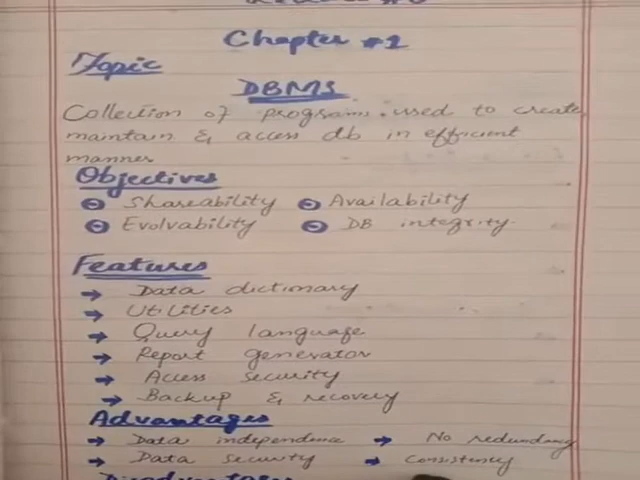 Chapter #1
Topic
DBMS
Collection of programs used to create
maintain & access db in efficient
manner
Objectives
Shareability Availability
Evolvability DB integrity
Features
→ Data dictionary
→ Utilities
→ Query language
→ Report generator
→ Access security
→ Backup & recovery
Advantages
→ Data independence → No redundancy
→ Data security → Consistency